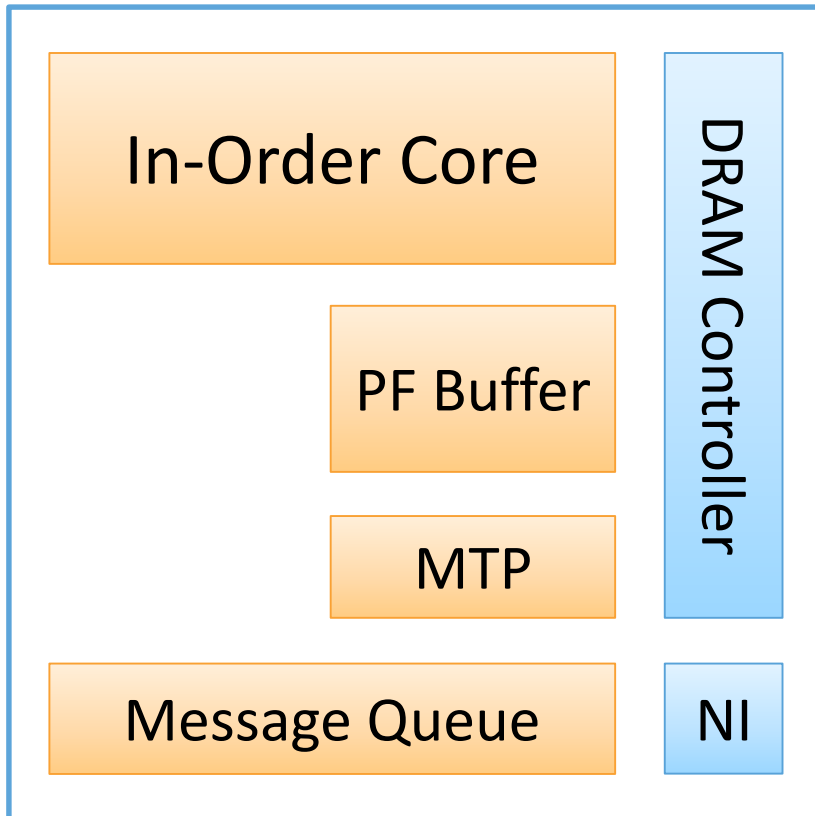 In-Order Core
DRAM Controller
PF Buffer
MTP
Message Queue
NI